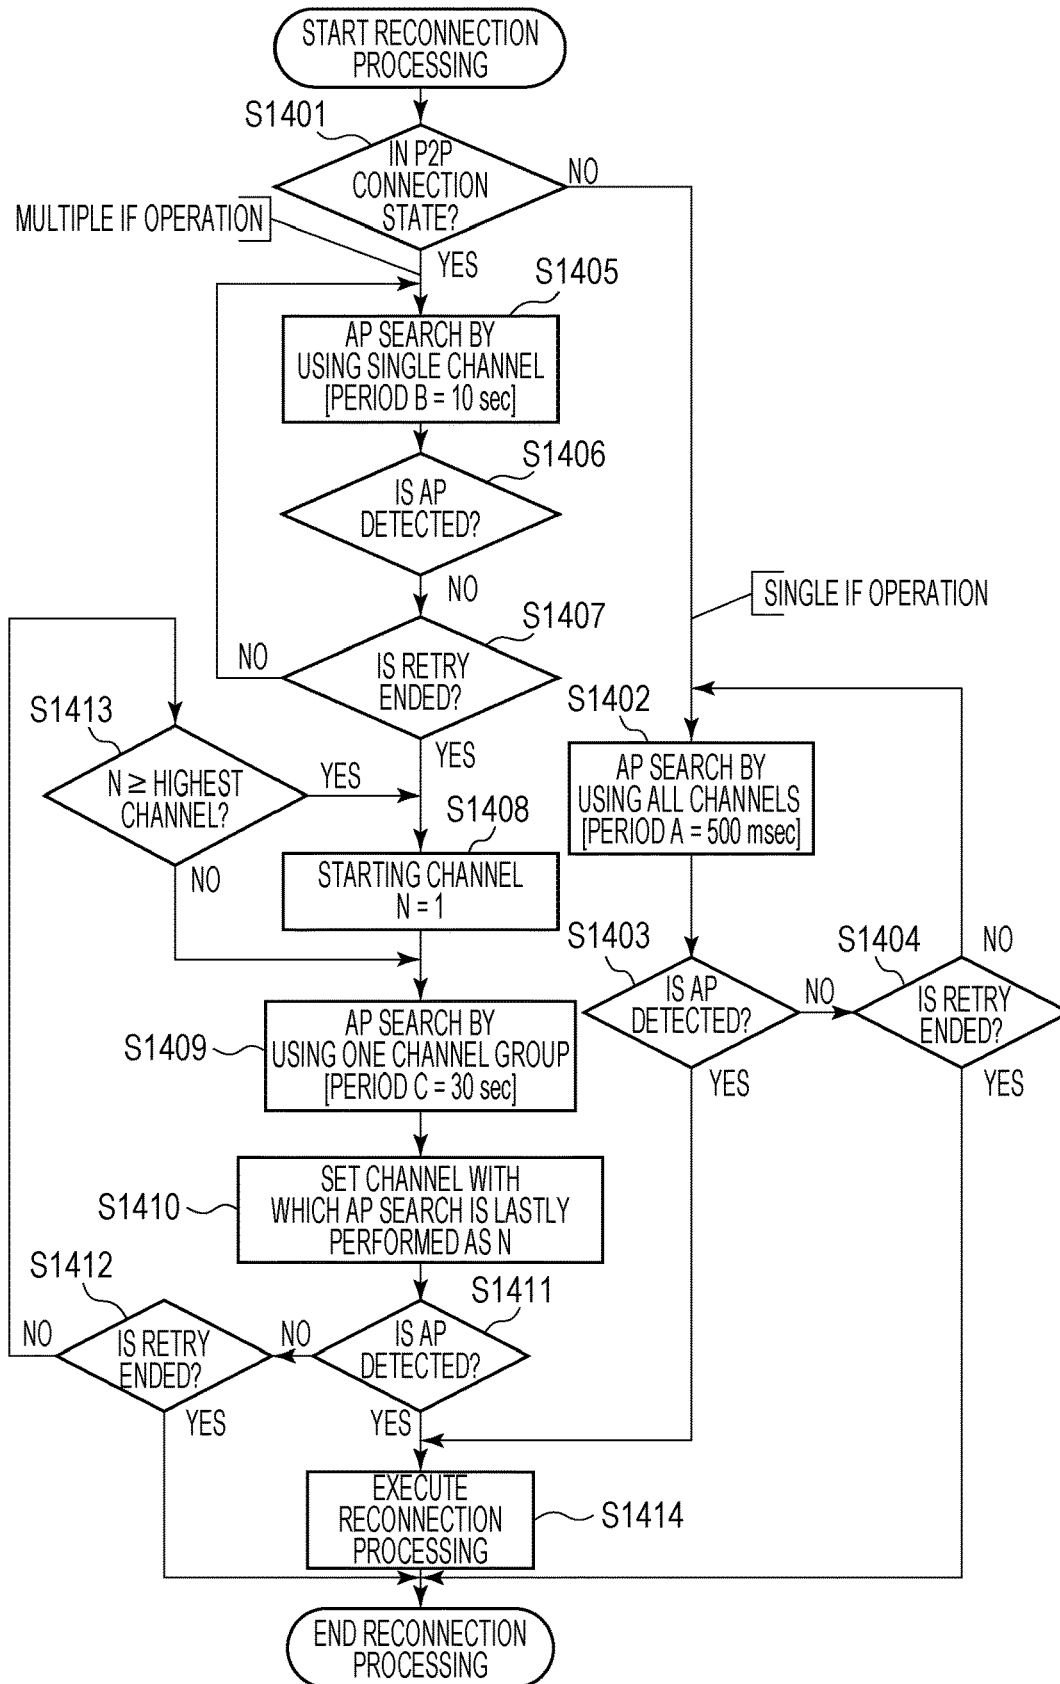 START RECONNECTION
PROCESSING
S1401
IN P2P
CONNECTION
STATE?
NO
MULTIPLE IF OPERATION
YES
S1405
AP SEARCH BY
USING SINGLE CHANNEL
[PERIOD B = 10 sec]
S1406
IS AP
DETECTED?
NO
SINGLE IF OPERATION
S1407
IS RETRY
ENDED?
NO
YES
S1413
N ≥ HIGHEST
CHANNEL?
YES
NO
S1402
AP SEARCH BY
USING ALL CHANNELS
[PERIOD A = 500 msec]
S1408
STARTING CHANNEL
N = 1
S1403
IS AP
DETECTED?
NO
YES
S1404
IS RETRY
ENDED?
NO
YES
S1409
AP SEARCH BY
USING ONE CHANNEL GROUP
[PERIOD C = 30 sec]
S1410
SET CHANNEL WITH
WHICH AP SEARCH IS LASTLY
PERFORMED AS N
S1412
IS RETRY
ENDED?
NO
YES
S1411
IS AP
DETECTED?
NO
YES
EXECUTE
RECONNECTION
PROCESSING
S1414
END RECONNECTION
PROCESSING